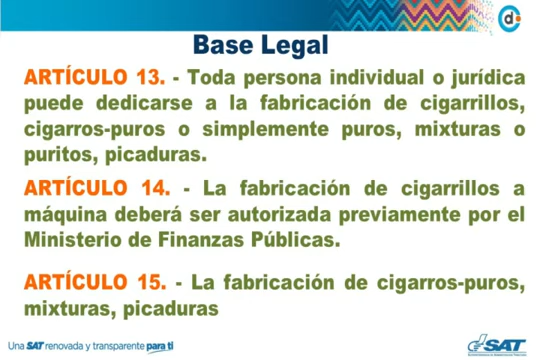 d
Base Legal
ARTÍCULO 13. - Toda persona individual o jurídica
puede dedicarse a la fabricación de cigarrillos,
cigarros-puros o simplemente puros, mixturas o
puritos, picaduras.
ARTÍCULO 14. - La fabricación de cigarrillos a
máquina deberá ser autorizada previamente por el
Ministerio de Finanzas Públicas.
ARTÍCULO 15. - La fabricación de cigarros-puros,
mixturas, picaduras
Una SAT renovada y transparente para ti
SAT